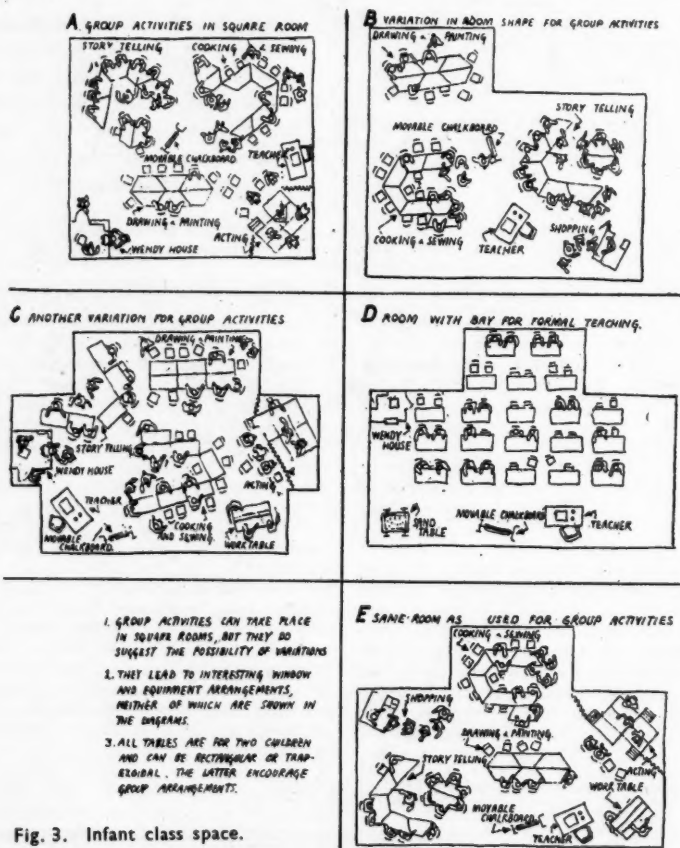 A. GROUP ACTIVITIES IN SQUARE ROOM
STORY TELLING
COOKING & SEWING
MOVABLE CHALKBOARD
TEACHER
DRAWING & PAINTING
ACTING
WENDY HOUSE
B VARIATION IN ROOM SHAPE FOR GROUP ACTIVITIES
DRAWING & PAINTING
STORY TELLING
MOVABLE CHALKBOARD
COOKING & SEWING
TEACHER
SHOPPING
C ANOTHER VARIATION FOR GROUP ACTIVITIES
DRAWING & PAINTING
STORY TELLING
WENDY HOUSE
ACTING
TEACHER
MOVABLE
CHALKBOARD
COOKING
AND SEWING
WORKTABLE
D ROOM WITH BAY FOR FORMAL TEACHING.
WENDY
HOUSE
SAND
TABLE
MOVABLE CHALKBOARD
TEACHER
1. GROUP ACTIVITIES CAN TAKE PLACE
IN SQUARE ROOMS, BUT THEY DO
SUGGEST THE POSSIBILITY OF VARIATIONS
2. THEY LEAD TO INTERESTING WINDOW
AND EQUIPMENT ARRANGEMENTS,
NEITHER OF WHICH ARE SHOWN IN
THE DIAGRAMS.
3. ALL TABLES ARE FOR TWO CHILDREN
AND CAN BE RECTANGULAR OR TRAP-
EZOIDAL. THE LATTER ENCOURAGE
GROUP ARRANGEMENTS.
E SAME ROOM AS USED FOR GROUP ACTIVITIES
COOKING & SEWING
SHOPPING
DRAWING & PAINTING
STORY TELLING
ACTING
WORK TABLE
MOVABLE
CHALKBOARD
TEACHER
Fig. 3. Infant class space.